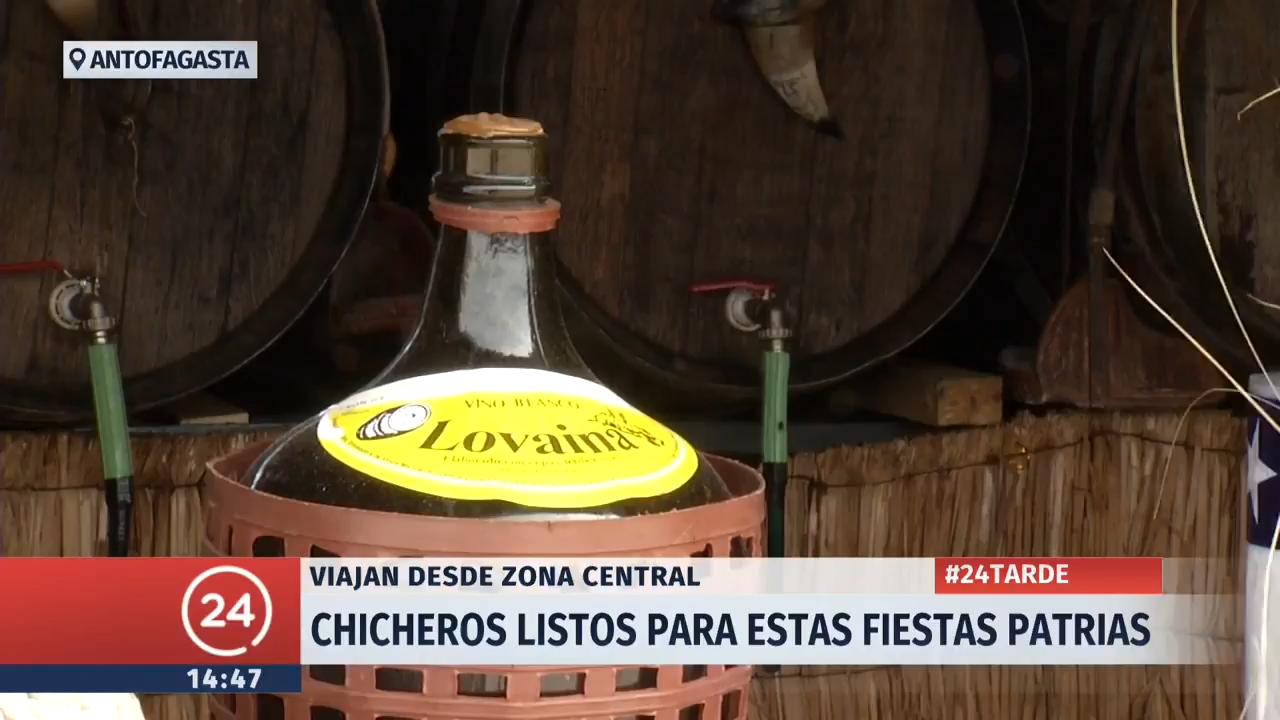 ANTOFAGASTA
VINO BLANCO
Lovaina
VIAJAN DESDE ZONA CENTRAL
#24TARDE
24
CHICHEROS LISTOS PARA ESTAS FIESTAS PATRIAS
14:47